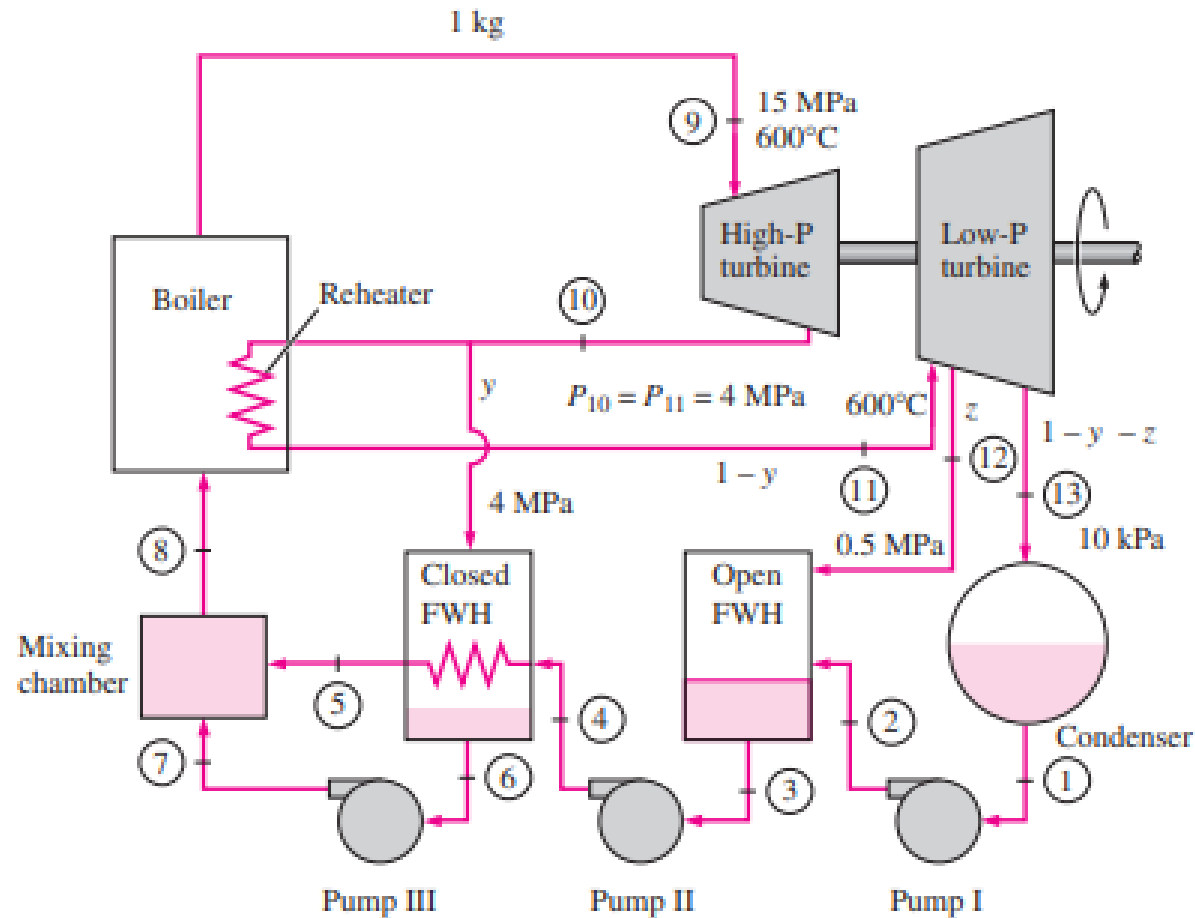 1 kg
9
15 MPa
600°C
High-P
turbine
Low-P
turbine
Boiler
Reheater
10
y
P10 = P11 = 4 MPa
600°C
z
12
1 – y – z
13
1 – y
11
4 MPa
0.5 MPa
10 kPa
8
Closed
FWH
Open
FWH
Mixing
chamber
5
4
2
Condenser
7
6
3
1
Pump III
Pump II
Pump I